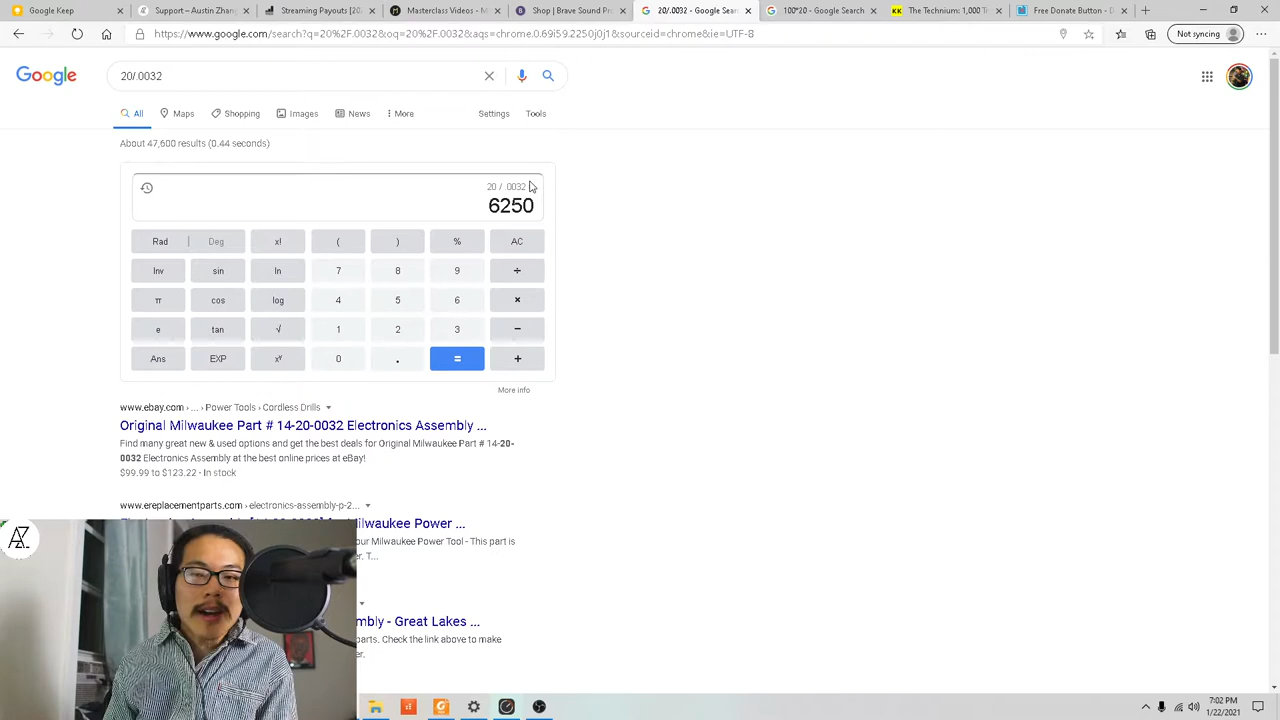 Google Keep
Support – Austin Zhang
Streaming Payouts [202
Masterclass Videos - M
Shop | Brave Sound Pro
20/.0032 - Google Sear
100*20 - Google Search
The Technium: 1,000 Tr
Free Donate Button - D
https://www.google.com/search?q=20%2F.0032&oq=20%2F.0032&aqs=chrome.0.69i59.2250j0j1&sourceid=chrome&ie=UTF-8
Not syncing
Google
20/.0032
All
Maps
Shopping
Images
News
More
Settings
Tools
About 47,600 results (0.44 seconds)
20 / .0032
6250
Rad | Deg x! ( ) % AC
Inv sin ln 7 8 9 ÷
π cos log 4 5 6 ×
e tan √ 1 2 3 −
Ans EXP xʸ 0 . = +
More info
www.ebay.com › ... › Power Tools › Cordless Drills
Original Milwaukee Part # 14-20-0032 Electronics Assembly ...
Find many great new & used options and get the best deals for Original Milwaukee Part # 14-20-
0032 Electronics Assembly at the best online prices at eBay!
$99.99 to $123.22 · In stock
www.ereplacementparts.com › electronics-assembly-p-2...
Milwaukee Power ...
our Milwaukee Power Tool - This part is
T...
mbly - Great Lakes ...
parts. Check the link above to make
AZ
7:02 PM
1/22/2021